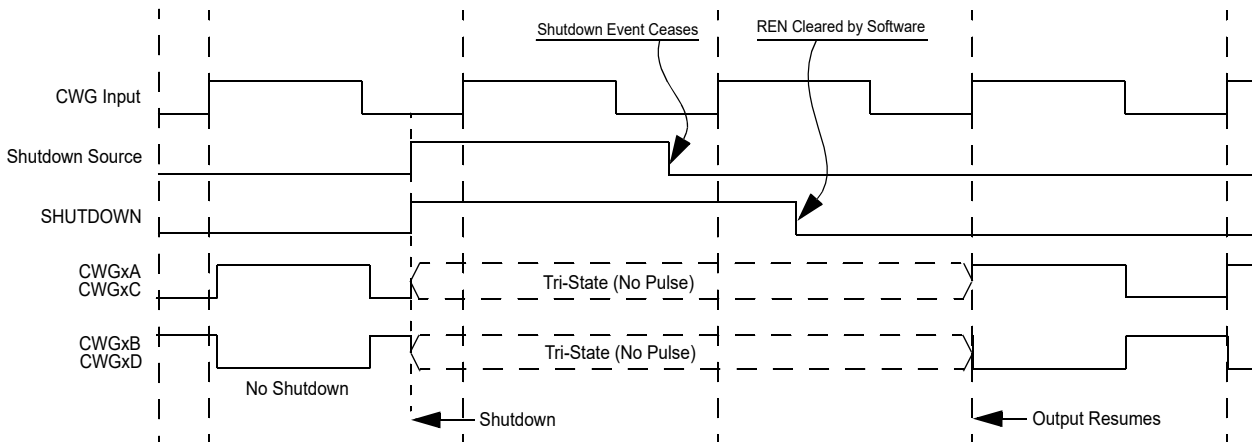 Shutdown Event Ceases
REN Cleared by Software
CWG Input
Shutdown Source
SHUTDOWN
CWGxA
CWGxC
Tri-State (No Pulse)
CWGxB
CWGxD
Tri-State (No Pulse)
No Shutdown
Shutdown
Output Resumes